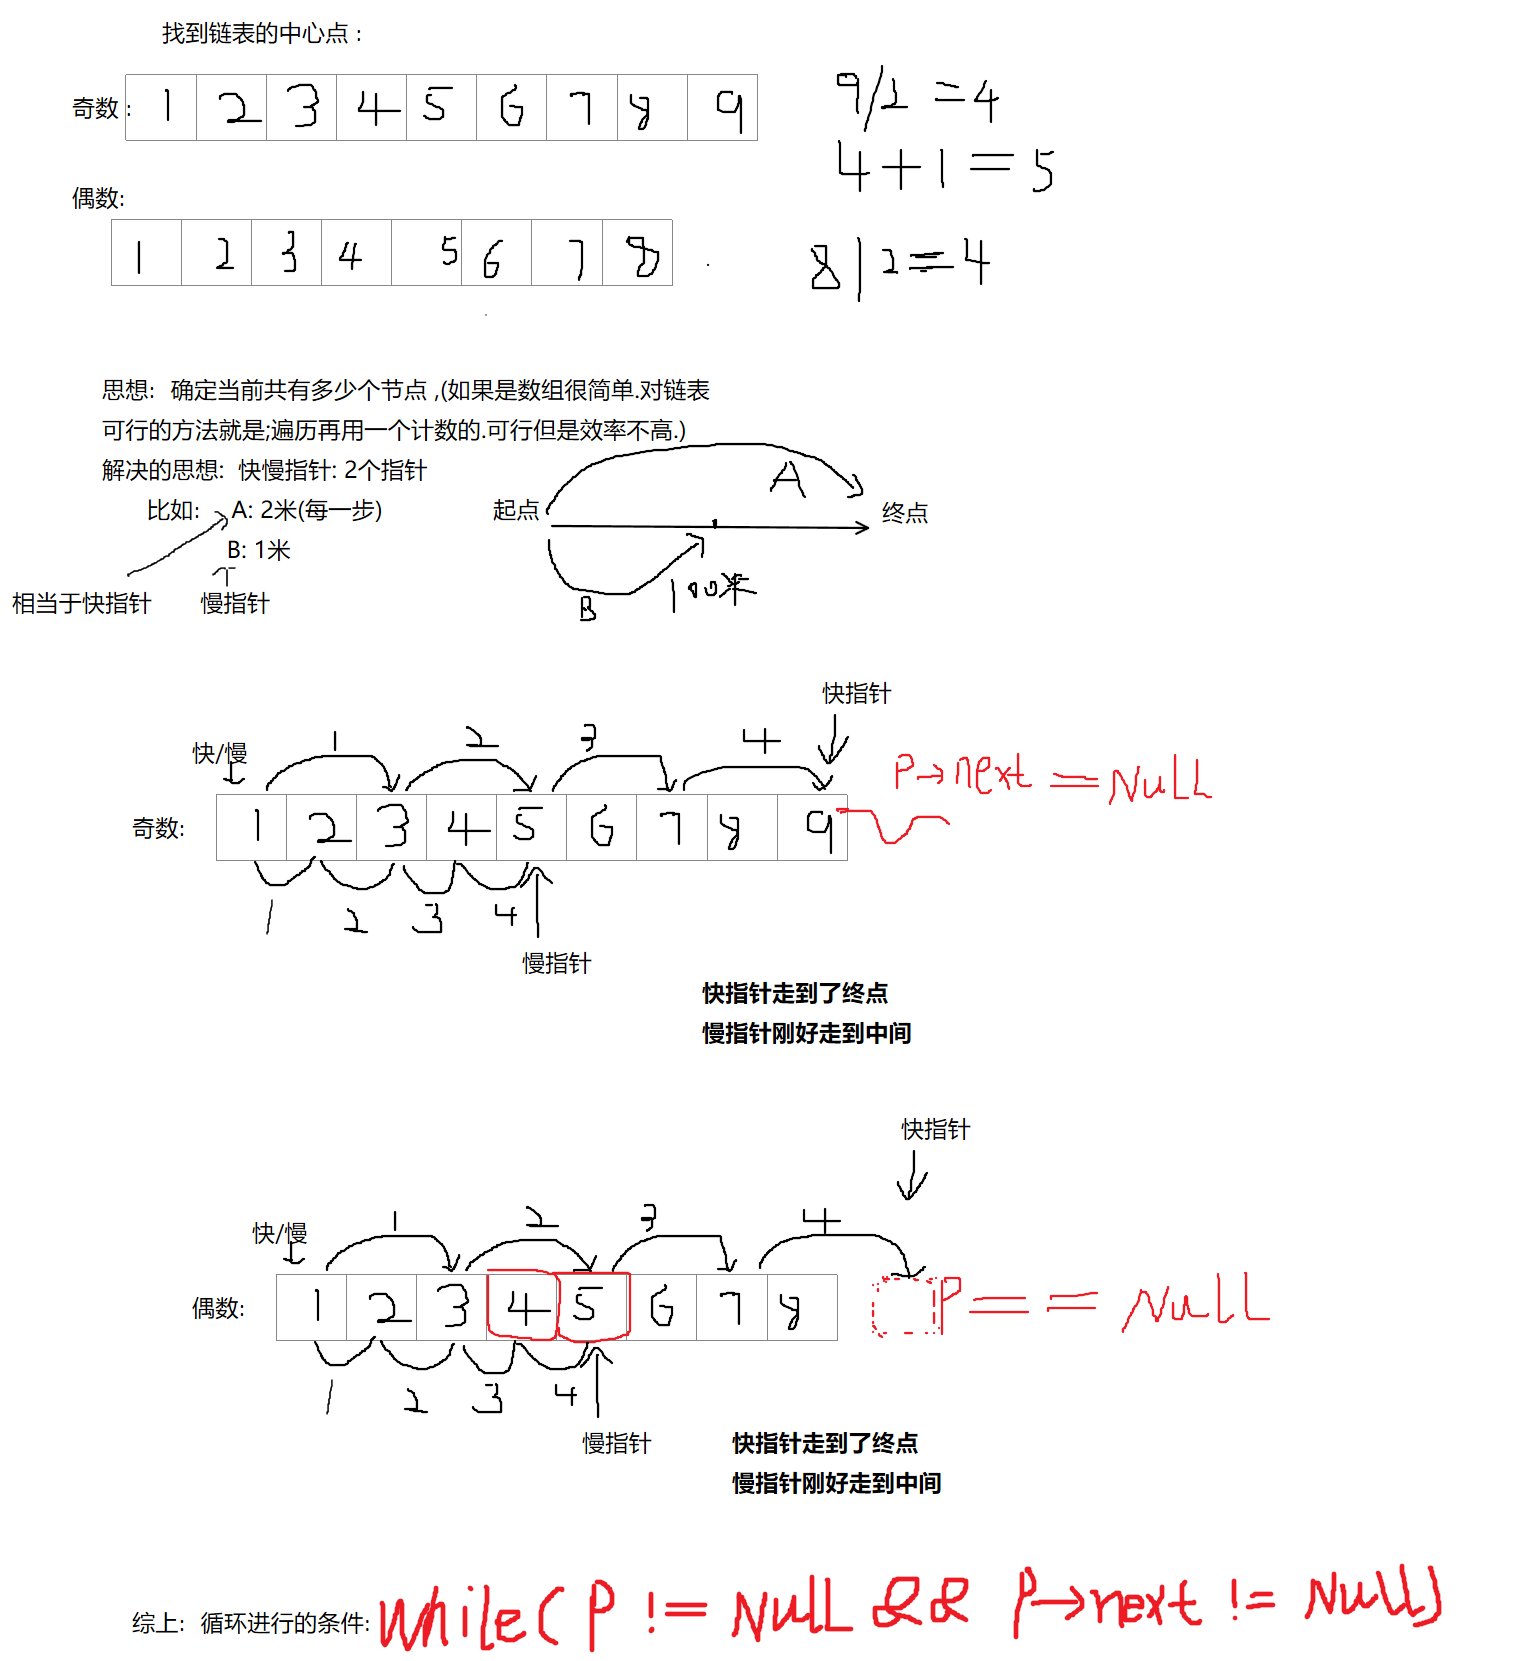 找到链表的中心点 :
奇数 : 1 2 3 4 5 6 7 8 9
9/2 =4
4+1=5
偶数:
1 2 3 4 5 6 7 8
8/2=4
思想: 确定当前共有多少个节点 ,(如果是数组很简单.对链表
可行的方法就是;遍历再用一个计数的.可行但是效率不高.)
解决的思想: 快慢指针: 2个指针
比如: A: 2米(每一步)
B: 1米
相当于快指针 慢指针
A
起点 终点
100米
B
快指针
快/慢 1 2 3 4
P→next ==NULL
奇数: 1 2 3 4 5 6 7 8 9
1 2 3 4
慢指针
快指针走到了终点
慢指针刚好走到中间
快指针
快/慢 1 2 3 4
偶数: 1 2 3 4 5 6 7 8 P== NULL
1 2 3 4
慢指针
快指针走到了终点
慢指针刚好走到中间
综上: 循环进行的条件: while(P != NULL && P→next != NULL)